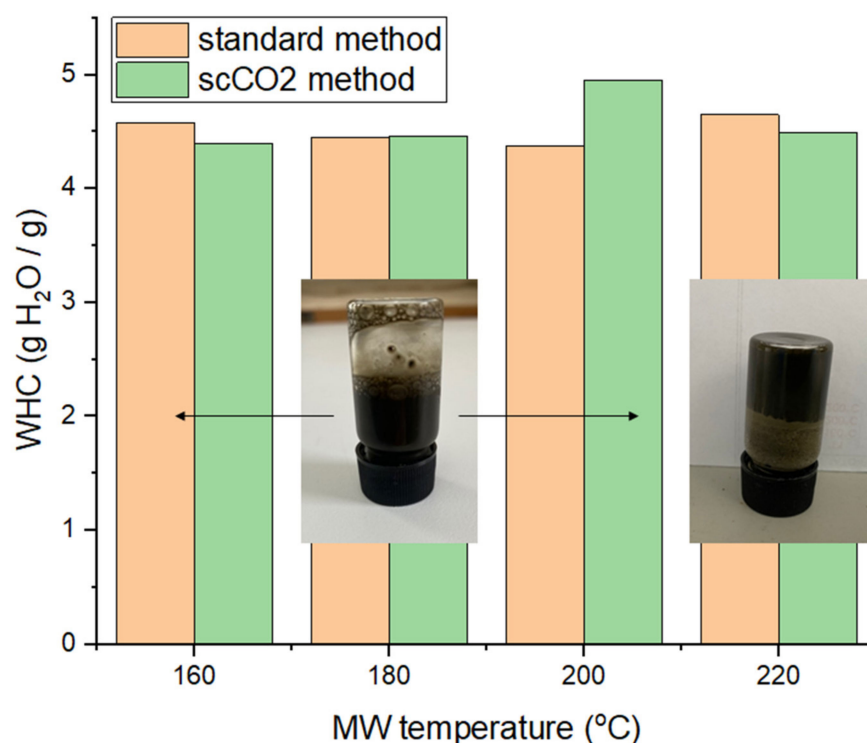 standard method
scCO2 method
WHC (g H₂O / g)
5
4
3
2
1
0
160
180
200
220
MW temperature (°C)